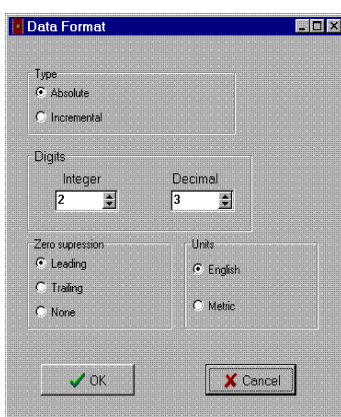 Data Format
Type
Absolute
Incremental
Digits
Integer Decimal
2 3
Zero supression Units
Leading English
Trailing Metric
None
OK Cancel